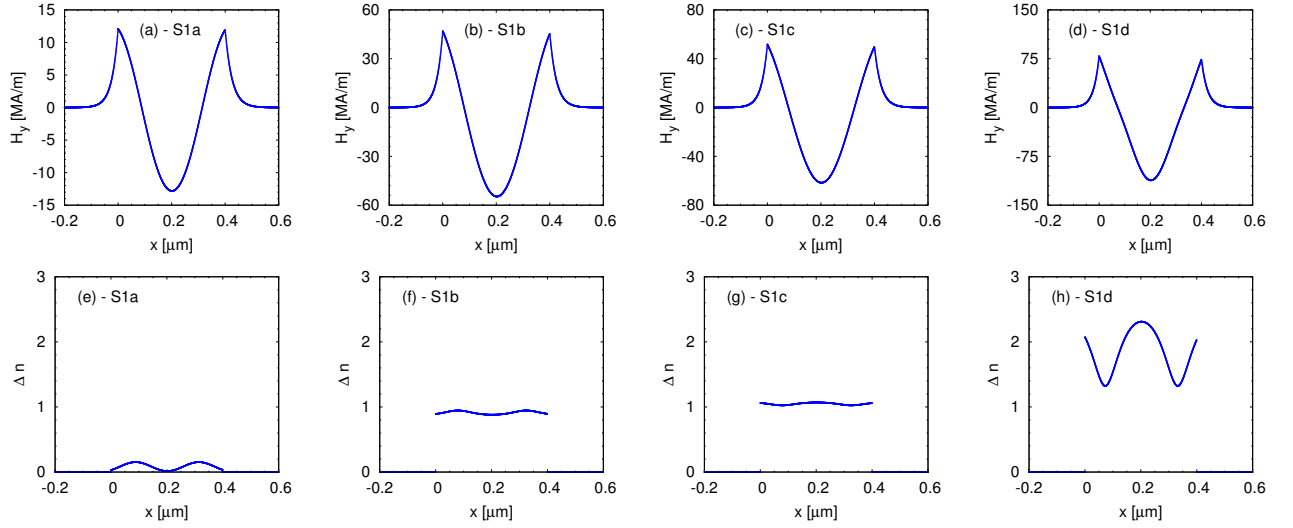 (a) - S1a
H_y [MA/m]
15
10
5
0
-5
-10
-15
-0.2 0 0.2 0.4 0.6
x [μm]
(b) - S1b
H_y [MA/m]
60
30
0
-30
-60
-0.2 0 0.2 0.4 0.6
x [μm]
(c) - S1c
H_y [MA/m]
80
40
0
-40
-80
-0.2 0 0.2 0.4 0.6
x [μm]
(d) - S1d
H_y [MA/m]
150
75
0
-75
-150
-0.2 0 0.2 0.4 0.6
x [μm]
(e) - S1a
Δ n
3
2
1
0
-0.2 0 0.2 0.4 0.6
x [μm]
(f) - S1b
Δ n
3
2
1
0
-0.2 0 0.2 0.4 0.6
x [μm]
(g) - S1c
Δ n
3
2
1
0
-0.2 0 0.2 0.4 0.6
x [μm]
(h) - S1d
Δ n
3
2
1
0
-0.2 0 0.2 0.4 0.6
x [μm]